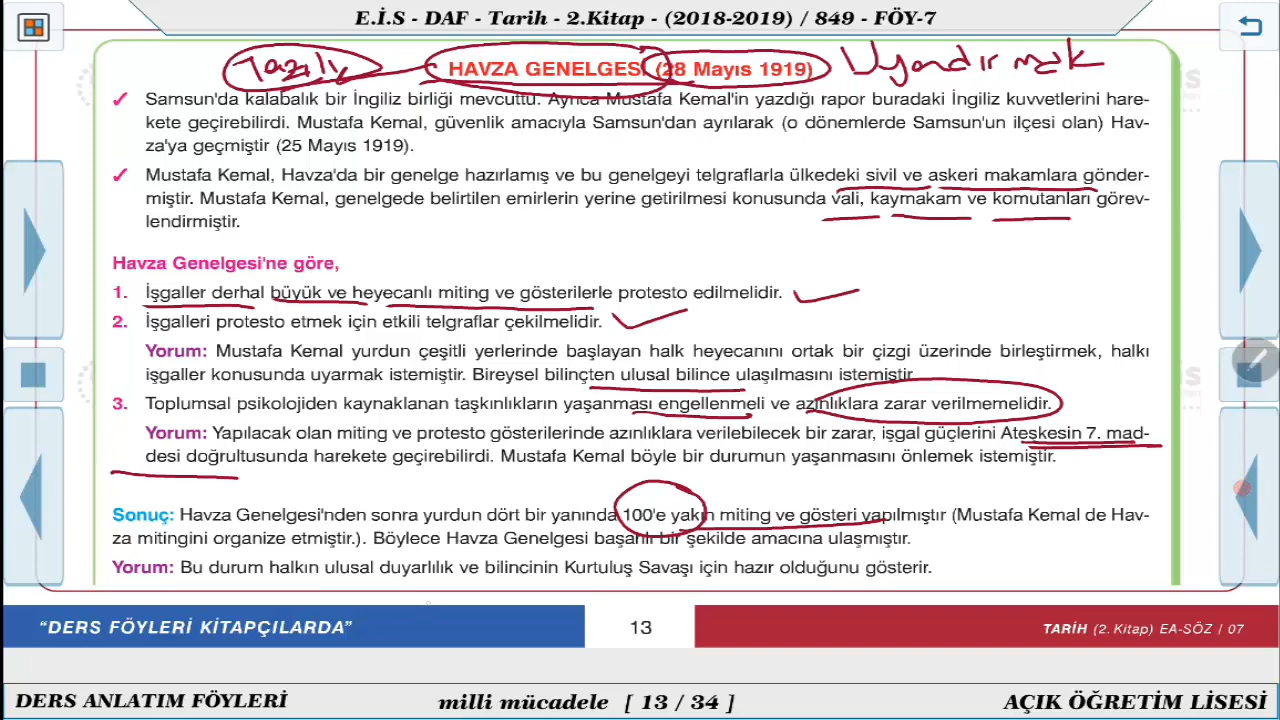 E.İ.S - DAF - Tarih - 2.Kitap - (2018-2019) / 849 - FÖY-7
HAVZA GENELGESİ (28 Mayıs 1919) Uyandırmak
Samsun'da kalabalık bir İngiliz birliği mevcuttu. Ayrıca Mustafa Kemal'in yazdığı rapor buradaki İngiliz kuvvetlerini hare-
kete geçirebilirdi. Mustafa Kemal, güvenlik amacıyla Samsun'dan ayrılarak (o dönemlerde Samsun'un ilçesi olan) Hav-
za'ya geçmiştir (25 Mayıs 1919).
Mustafa Kemal, Havza'da bir genelge hazırlamış ve bu genelgeyi telgraflarla ülkedeki sivil ve askeri makamlara gönder-
miştir. Mustafa Kemal, genelgede belirtilen emirlerin yerine getirilmesi konusunda vali, kaymakam ve komutanları görev-
lendirmiştir.
Havza Genelgesi'ne göre,
1. İşgaller derhal büyük ve heyecanlı miting ve gösterilerle protesto edilmelidir.
2. İşgalleri protesto etmek için etkili telgraflar çekilmelidir.
Yorum: Mustafa Kemal yurdun çeşitli yerlerinde başlayan halk heyecanını ortak bir çizgi üzerinde birleştirmek, halkı
işgaller konusunda uyarmak istemiştir. Bireysel bilinçten ulusal bilince ulaşılmasını istemiştir.
3. Toplumsal psikolojiden kaynaklanan taşkınlıkların yaşanması engellenmeli ve azınlıklara zarar verilmemelidir.
Yorum: Yapılacak olan miting ve protesto gösterilerinde azınlıklara verilebilecek bir zarar, işgal güçlerini Ateşkesin 7. mad-
desi doğrultusunda harekete geçirebilirdi. Mustafa Kemal böyle bir durumun yaşanmasını önlemek istemiştir.
Sonuç: Havza Genelgesi'nden sonra yurdun dört bir yanında 100'e yakın miting ve gösteri yapılmıştır (Mustafa Kemal de Hav-
za mitingini organize etmiştir.). Böylece Havza Genelgesi başarılı bir şekilde amacına ulaşmıştır.
Yorum: Bu durum halkın ulusal duyarlılık ve bilincinin Kurtuluş Savaşı için hazır olduğunu gösterir.
"DERS FÖYLERİ KİTAPÇILARDA" 13 TARİH (2. Kitap) EA-SÖZ / 07
DERS ANLATIM FÖYLERİ milli mücadele [ 13 / 34 ] AÇIK ÖĞRETİM LİSESİ